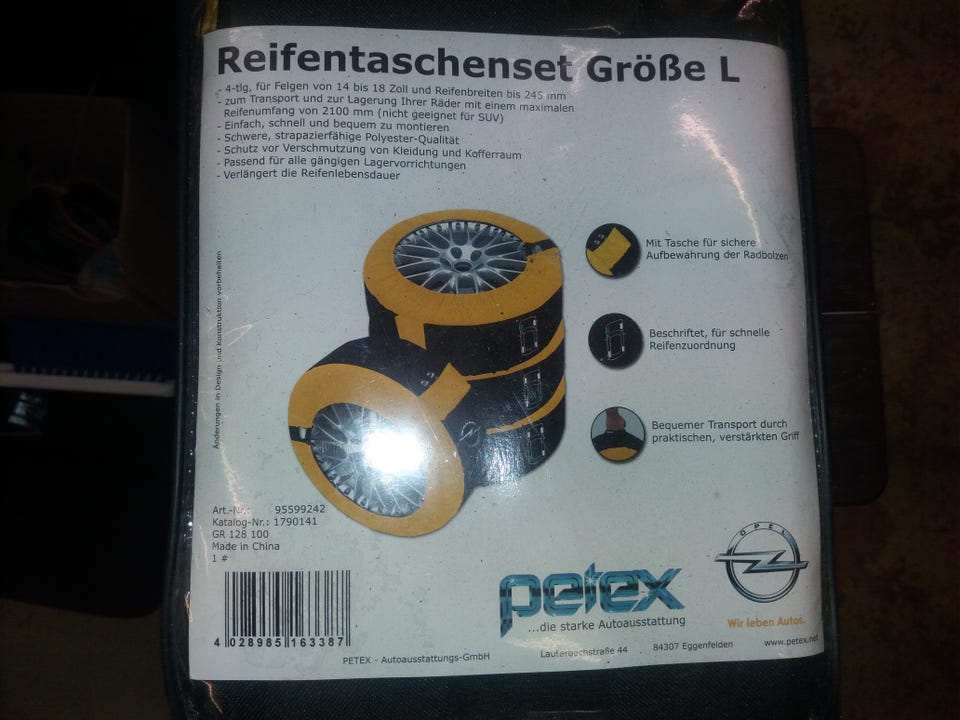 Reifentaschenset Größe L
- 4-tlg, für Felgen von 14 bis 18 Zoll und Reifenbreiten bis 245 mm
- zum Transport und zur Lagerung Ihrer Räder mit einem maximalen
Reifenumfang von 2100 mm (nicht geeignet für SUV)
- Einfach, schnell und bequem zu montieren
- Schwere, strapazierfähige Polyester-Qualität
- Schutz vor Verschmutzung von Kleidung und Kofferraum
- Passend für alle gängigen Lagervorrichtungen
- Verlängert die Reifenlebensdauer
Mit Tasche für sichere
Aufbewahrung der Radbolzen
Beschriftet, für schnelle
Reifenzuordnung
Bequemer Transport durch
praktischen, verstärkten Griff
Änderungen in Design und Konstruktion vorbehalten
Art.-Nr.: 95599242
Katalog-Nr.: 1790141
GR 128 100
Made in China
1 #
4 028985 163387
petex
...die starke Autoausstattung
OPEL
Wir leben Autos.
PETEX - Autoausstattungs-GmbH Lauterbachstraße 44 84307 Eggenfelden www.petex.net